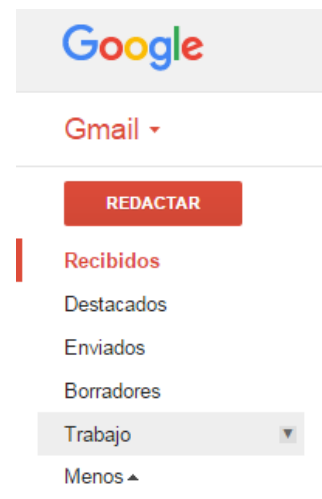 Google
Gmail
REDACTAR
Recibidos
Destacados
Enviados
Borradores
Trabajo
Menos